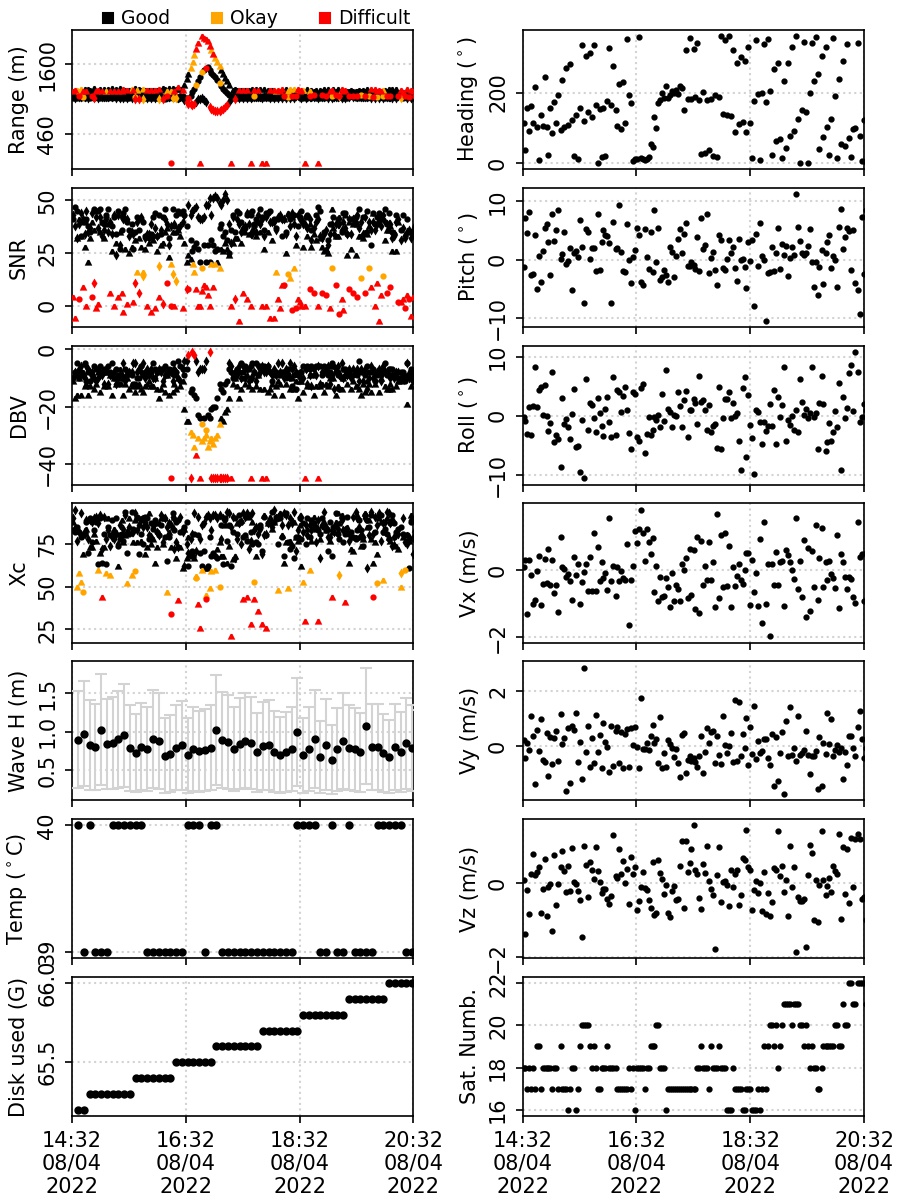 Good Okay Difficult
Range (m)
1600
460
Heading (°)
200
0
SNR
50
25
0
Pitch (°)
10
0
−10
DBV
0
−20
−40
Roll (°)
10
0
−10
Xc
75
50
25
Vx (m/s)
0
−2
Wave H (m)
1.5
1.0
0.5
Vy (m/s)
2
0
Temp (°C)
40
39
Vz (m/s)
0
−2
Disk used (G)
66.0
65.5
Sat. Numb.
22
20
18
16
14:32 16:32 18:32 20:32 14:32 16:32 18:32 20:32
08/04 08/04 08/04 08/04 08/04 08/04 08/04 08/04
2022 2022 2022 2022 2022 2022 2022 2022